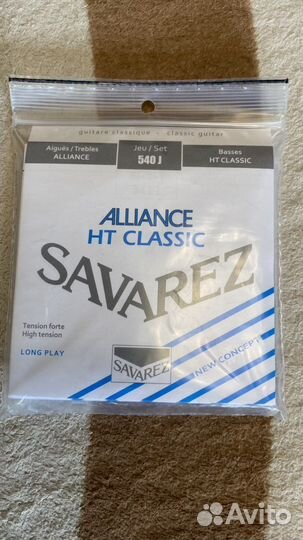 guitare classique - classic guitar
Aigués / Trebles
ALLIANCE
Jeu / Set
540 J
Basses
HT CLASSIC
ALLIANCE
HT CLASSIC
SAVAREZ
Tension forte
High tension
LONG PLAY
SAVAREZ
NEW CONCEPT
Avito